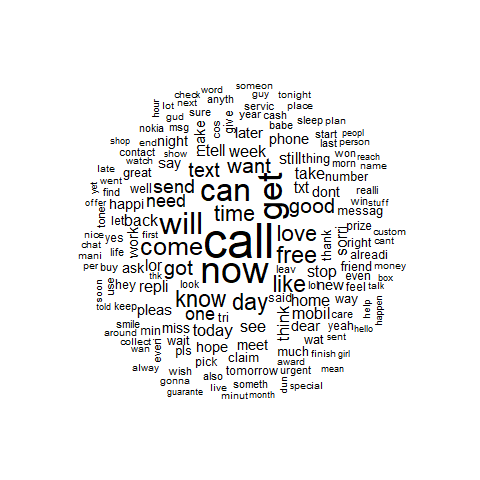 someon
check word guy tonight
hour lot next anyth servic place
gud sure make cos give year cash
nokia msg later babe sleep plan
shop end night phone start peopl
contact show tell week still thing last person
watch say text want won reach
late great morn name
yet went well send can get take number
find happi need txt dont realli
offer tone will time good win stuff
let back call messag prize
nice yes work love thank sorri right custom
chat life come free alreadi cant
mani first
per buy ask lor got now leav stop friend money
thk look like lol new feel even box talk
soon use hey repli said
told keep pleas know day home way help happen
smile one tri think mobil care
around min miss today see dear yeah hello
collect wait hope meet wat sent
wan even pls much finish girl
pick claim award
alway wish tomorrow urgent mean
gonna also someth dun special
guarante live minut month